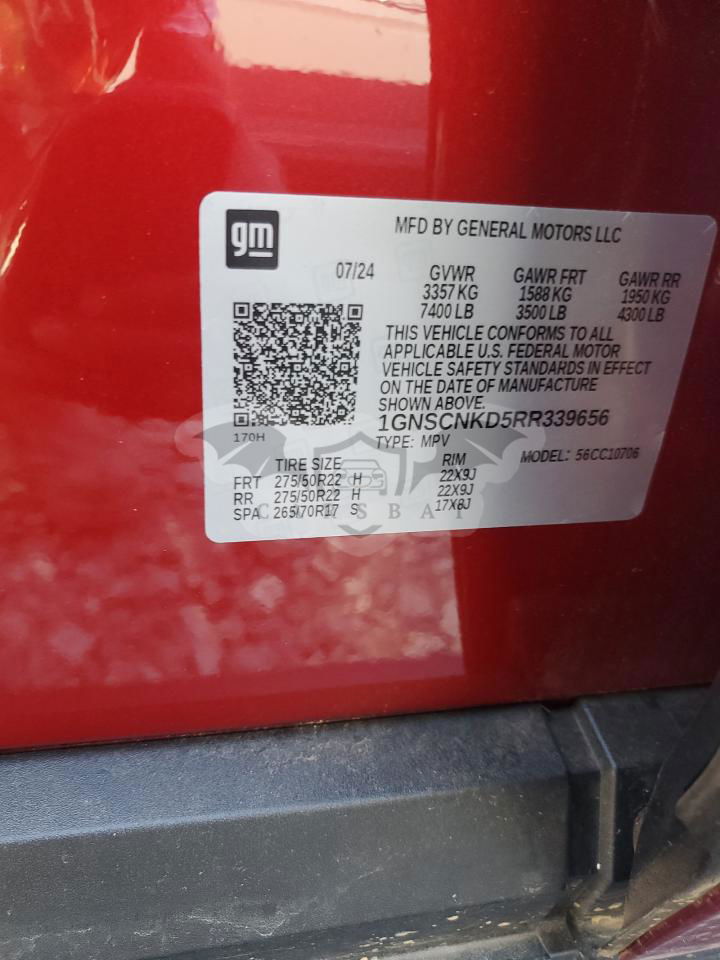 gm
MFD BY GENERAL MOTORS LLC
07/24 GVWR GAWR FRT GAWR RR
3357 KG 1588 KG 1950 KG
7400 LB 3500 LB 4300 LB
THIS VEHICLE CONFORMS TO ALL
APPLICABLE U.S. FEDERAL MOTOR
VEHICLE SAFETY STANDARDS IN EFFECT
ON THE DATE OF MANUFACTURE
SHOWN ABOVE.
1GNSCNKD5RR339656
170H TYPE: MPV MODEL: 56CC10706
TIRE SIZE RIM
FRT 275/50R22 H 22X9J
RR 275/50R22 H 22X9J
SPA 265/70R17 S 17X8J
CARSBAT